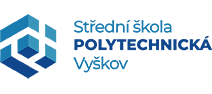 Střední škola
POLYTECHNICKÁ
Vyškov